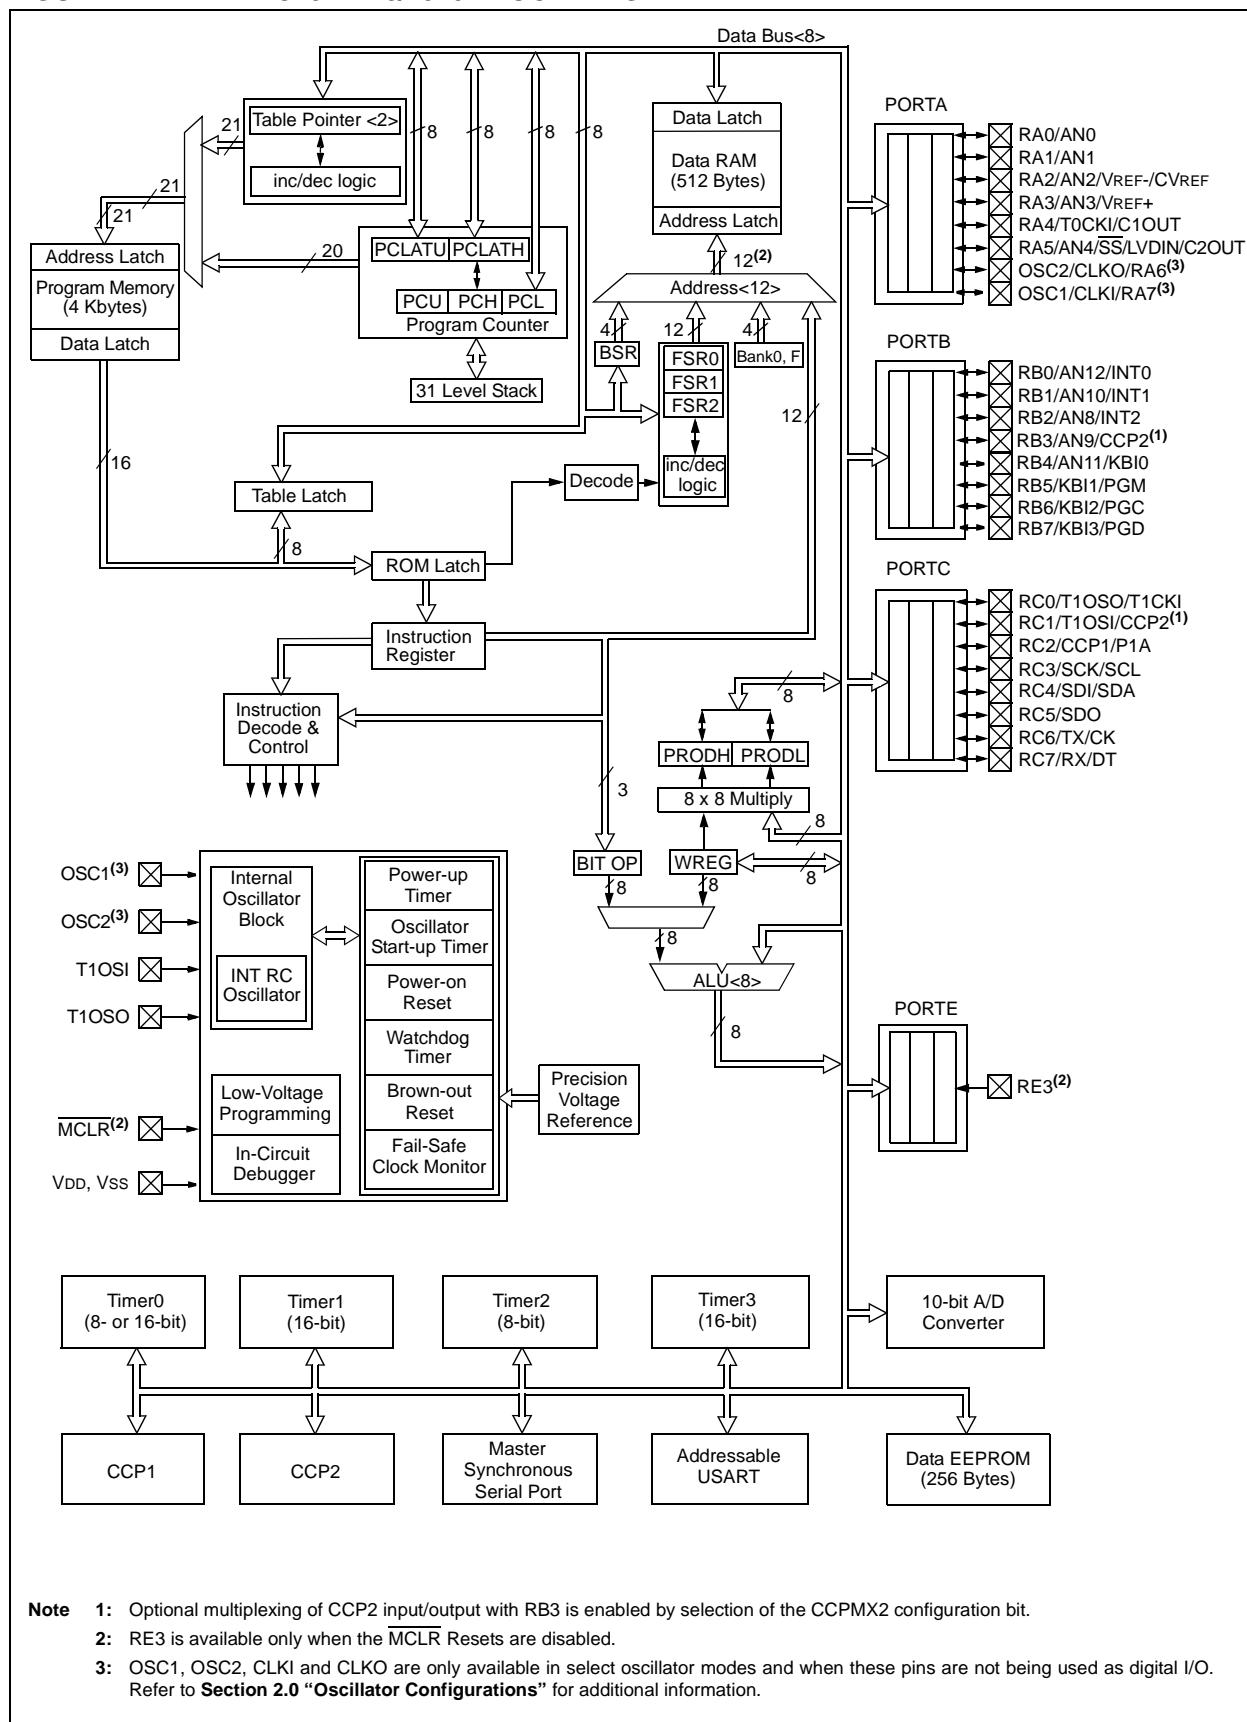 Data Bus<8>
Table Pointer <2>
inc/dec logic
21
21
21
8
8
8
8
Data Latch
Data RAM
(512 Bytes)
Address Latch
12(2)
Address<12>
Address Latch
Program Memory
(4 Kbytes)
Data Latch
20
PCLATU
PCLATH
PCU
PCH
PCL
Program Counter
31 Level Stack
4
12
4
BSR
FSR0
FSR1
FSR2
inc/dec
logic
Bank0, F
12
16
Table Latch
8
Decode
ROM Latch
Instruction
Register
Instruction
Decode &
Control
8
PRODH
PRODL
8 x 8 Multiply
3
8
BIT OP
WREG
8
8
8
8
ALU<8>
8
PORTA
RA0/AN0
RA1/AN1
RA2/AN2/VREF-/CVREF
RA3/AN3/VREF+
RA4/T0CKI/C1OUT
RA5/AN4/SS/LVDIN/C2OUT
OSC2/CLKO/RA6(3)
OSC1/CLKI/RA7(3)
PORTB
RB0/AN12/INT0
RB1/AN10/INT1
RB2/AN8/INT2
RB3/AN9/CCP2(1)
RB4/AN11/KBI0
RB5/KBI1/PGM
RB6/KBI2/PGC
RB7/KBI3/PGD
PORTC
RC0/T1OSO/T1CKI
RC1/T1OSI/CCP2(1)
RC2/CCP1/P1A
RC3/SCK/SCL
RC4/SDI/SDA
RC5/SDO
RC6/TX/CK
RC7/RX/DT
PORTE
RE3(2)
OSC1(3)
OSC2(3)
T1OSI
T1OSO
MCLR(2)
VDD, VSS
Internal
Oscillator
Block
INT RC
Oscillator
Low-Voltage
Programming
In-Circuit
Debugger
Power-up
Timer
Oscillator
Start-up Timer
Power-on
Reset
Watchdog
Timer
Brown-out
Reset
Fail-Safe
Clock Monitor
Precision
Voltage
Reference
Timer0
(8- or 16-bit)
Timer1
(16-bit)
Timer2
(8-bit)
Timer3
(16-bit)
10-bit A/D
Converter
CCP1
CCP2
Master
Synchronous
Serial Port
Addressable
USART
Data EEPROM
(256 Bytes)
Note 1: Optional multiplexing of CCP2 input/output with RB3 is enabled by selection of the CCPMX2 configuration bit.
2: RE3 is available only when the MCLR Resets are disabled.
3: OSC1, OSC2, CLKI and CLKO are only available in select oscillator modes and when these pins are not being used as digital I/O.
Refer to Section 2.0 “Oscillator Configurations” for additional information.